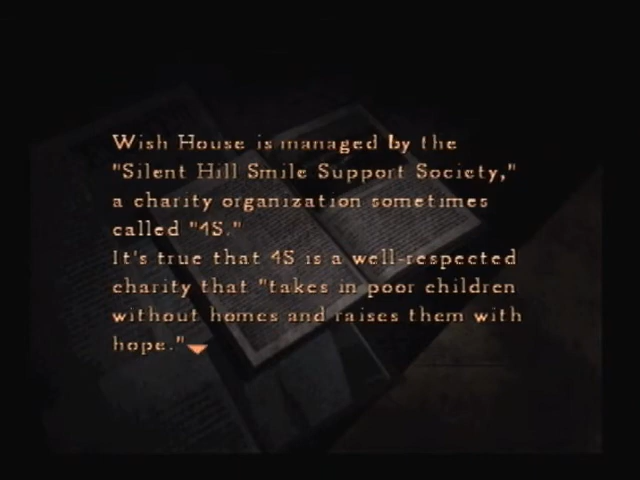 Wish House is managed by the
"Silent Hill Smile Support Society,"
a charity organization sometimes
called "4S."
It's true that 4S is a well-respected
charity that "takes in poor children
without homes and raises them with
hope."